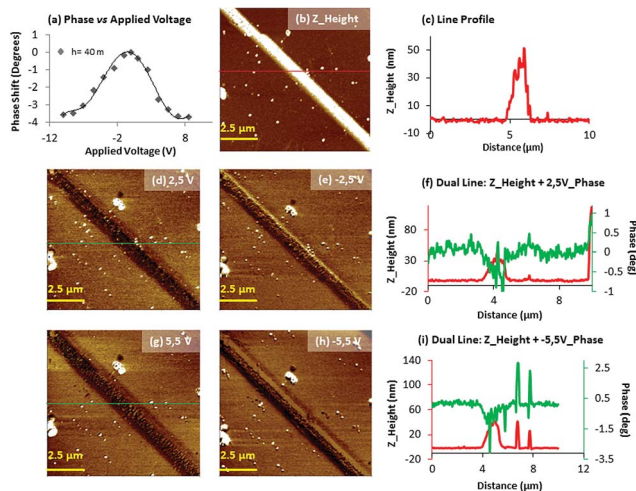 (a) Phase vs Applied Voltage
1
0
-1
-2
-3
-4
-12
-2
8
h= 40 m
Phase Shift (Degrees)
Applied Voltage (V)
(b) Z_Height
2.5 µm
(c) Line Profile
70
50
30
10
-10
0
5
10
Z_Height (nm)
Distance (µm)
(d) 2,5 V
2.5 µm
(e) -2,5 V
2.5 µm
(f) Dual Line: Z_Height + 2,5V_Phase
80
30
-20
0
4
8
1
0.5
0
-0.5
-1
Z_Height (nm)
Phase (deg)
Distance (µm)
(g) 5,5 V
2.5 µm
(h) -5,5 V
2.5 µm
(i) Dual Line: Z_Height + -5,5V_Phase
140
100
60
20
-20
0
4
8
12
2.5
0.5
-1.5
-3.5
Z_Height (nm)
Phase (deg)
Distance (µm)